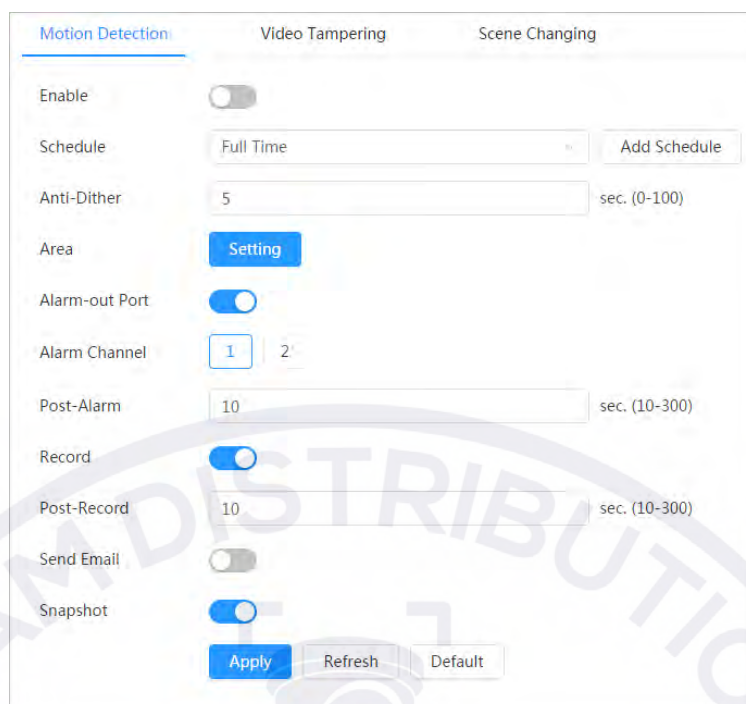 Motion Detection Video Tampering Scene Changing
Enable
Schedule Full Time Add Schedule
Anti-Dither 5 sec. (0-100)
Area Setting
Alarm-out Port
Alarm Channel 1 2
Post-Alarm 10 sec. (10-300)
Record
Post-Record 10 sec. (10-300)
Send Email
Snapshot
Apply Refresh Default
AM DISTRIBUTION